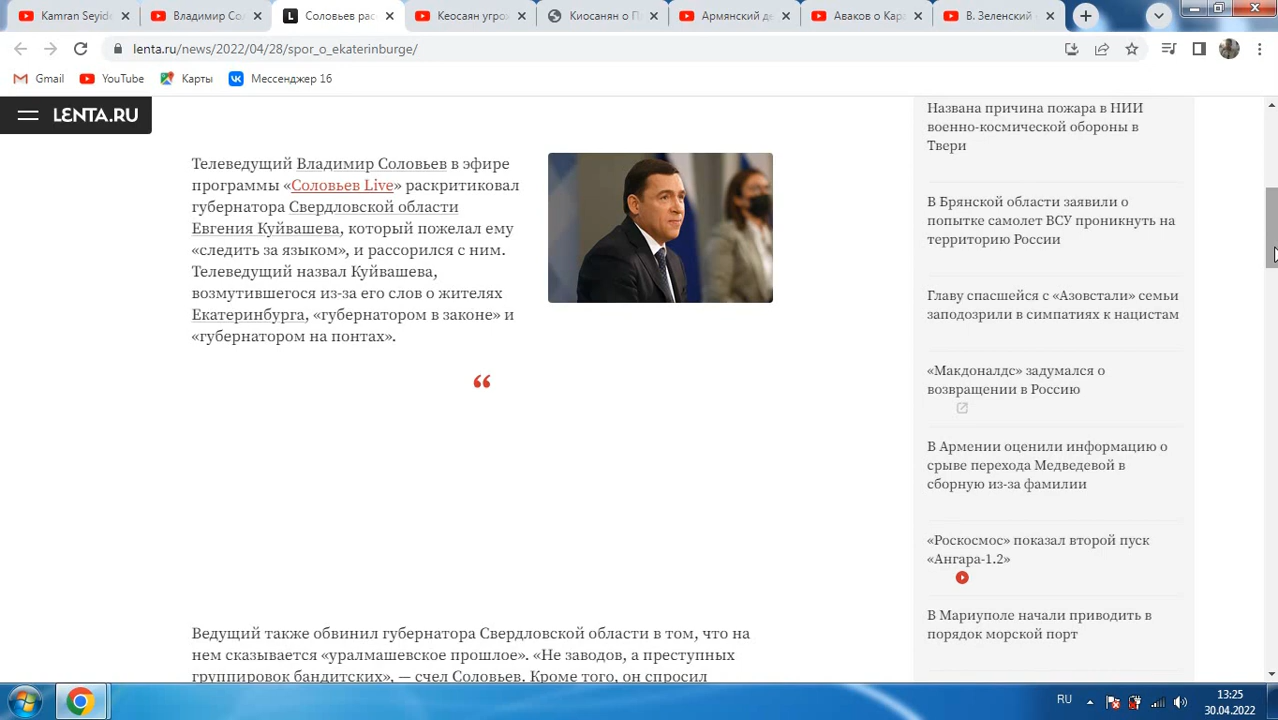 Kamran Seyid
Владимир Сол
Соловьев рас
Кеосаян угро
Киосанян о П
Армянский д
Аваков о Кар
В. Зеленский
lenta.ru/news/2022/04/28/spor_o_ekaterinburge/
Gmail
YouTube
Карты
Мессенджер 16
LENTA.RU
Телеведущий Владимир Соловьев в эфире
программы «Соловьев Live» раскритиковал
губернатора Свердловской области
Евгения Куйвашева, который пожелал ему
«следить за языком», и рассорился с ним.
Телеведущий назвал Куйвашева,
возмутившегося из-за его слов о жителях
Екатеринбурга, «губернатором в законе» и
«губернатором на понтах».
“
Ведущий также обвинил губернатора Свердловской области в том, что на
нем сказывается «уралмашевское прошлое». «Не заводов, а преступных
группировок бандитских», — счел Соловьев. Кроме того, он спросил
Названа причина пожара в НИИ
военно-космической обороны в
Твери
В Брянской области заявили о
попытке самолет ВСУ проникнуть на
территорию России
Главу спасшейся с «Азовстали» семьи
заподозрили в симпатиях к нацистам
«Макдоналдс» задумался о
возвращении в Россию
В Армении оценили информацию о
срыве перехода Медведевой в
сборную из-за фамилии
«Роскосмос» показал второй пуск
«Ангара-1.2»
В Мариуполе начали приводить в
порядок морской порт
RU
13:25
30.04.2022